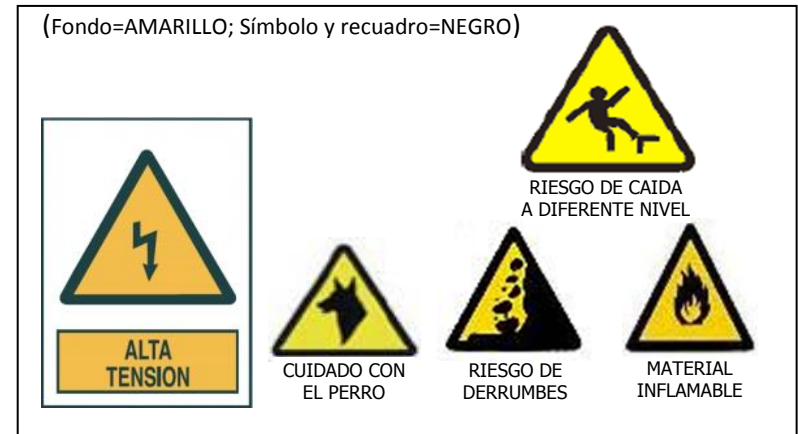 (Fondo=AMARILLO; Símbolo y recuadro=NEGRO)
RIESGO DE CAIDA
A DIFERENTE NIVEL
ALTA
TENSION
CUIDADO CON
EL PERRO
RIESGO DE
DERRUMBES
MATERIAL
INFLAMABLE